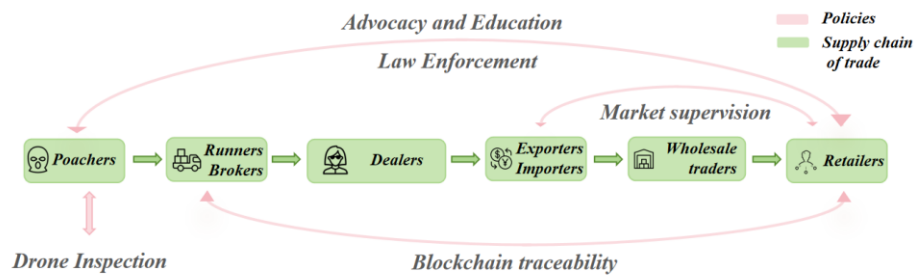 Advocacy and Education
Policies
Supply chain
of trade
Law Enforcement
Market supervision
Poachers
Runners
Brokers
Dealers
Exporters
Importers
Wholesale
traders
Retailers
Drone Inspection
Blockchain traceability